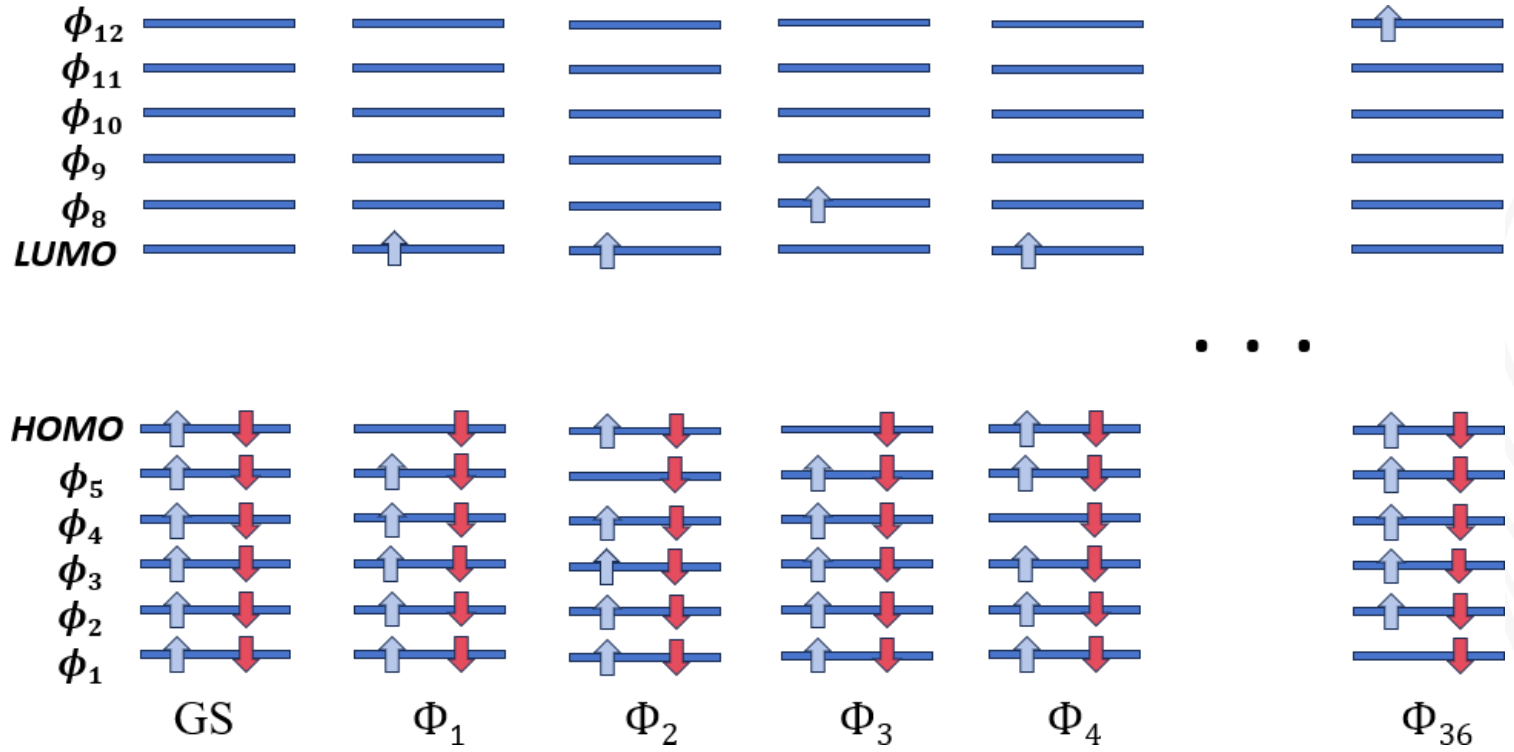 ϕ₁₂
ϕ₁₁
ϕ₁₀
ϕ₉
ϕ₈
LUMO
. . .
HOMO
ϕ₅
ϕ₄
ϕ₃
ϕ₂
ϕ₁
GS Φ₁ Φ₂ Φ₃ Φ₄ Φ₃₆